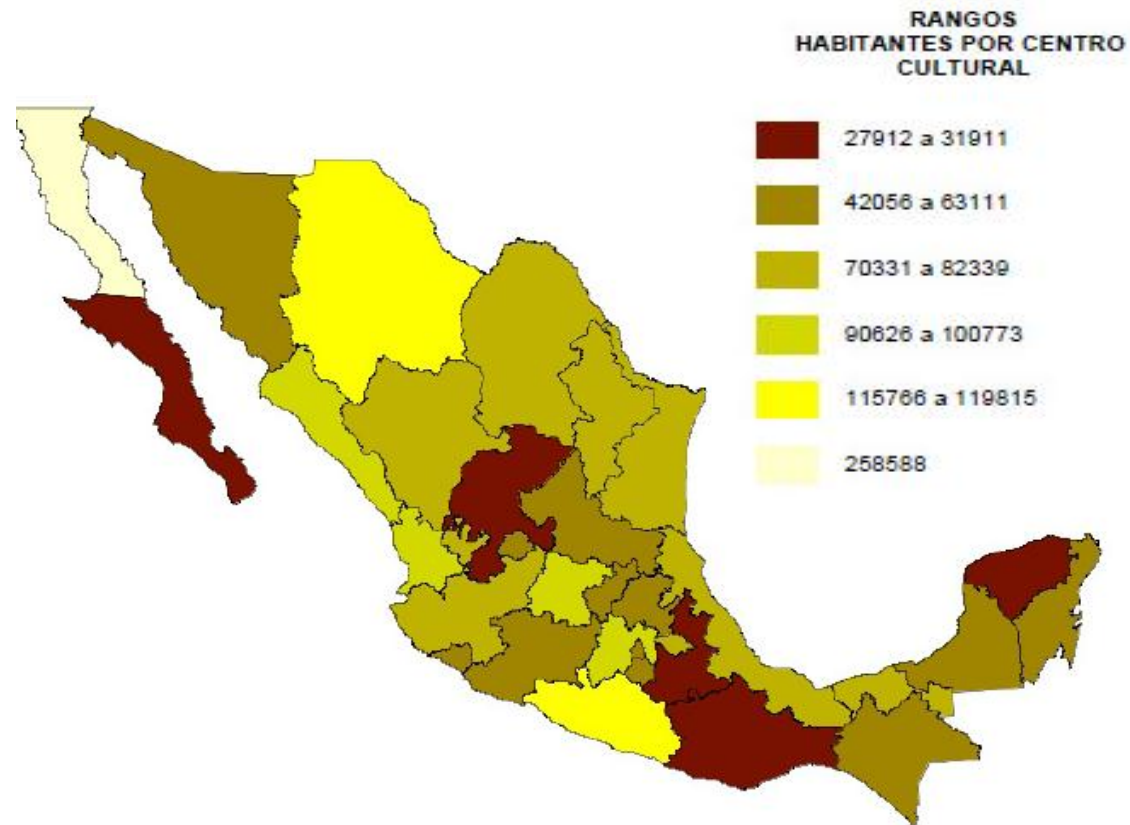 RANGOS
HABITANTES POR CENTRO
CULTURAL
27912 a 31911
42056 a 63111
70331 a 82339
90626 a 100773
115766 a 119815
258588